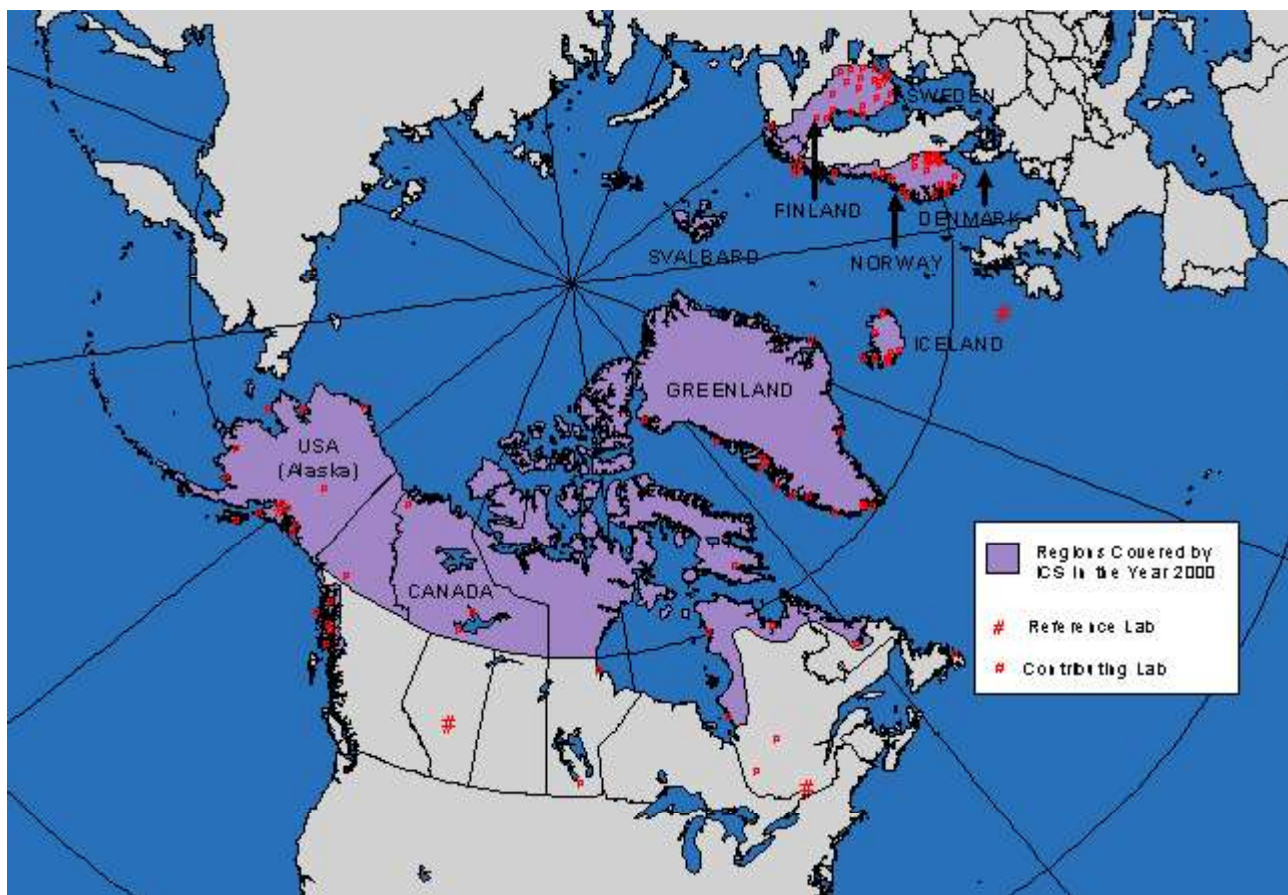 SWEDEN
FINLAND
DENMARK
SVALBARD
NORWAY
ICELAND
GREENLAND
USA
(Alaska)
CANADA
Regions Covered by
ICS In the Year 2000
# Reference Lab
Contributing Lab